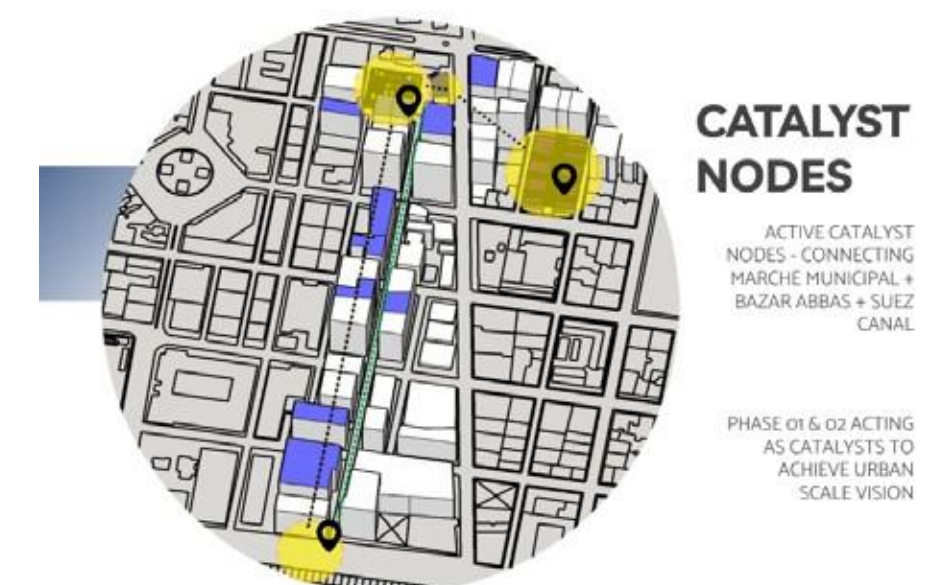 CATALYST
NODES
ACTIVE CATALYST
NODES - CONNECTING
MARCHE MUNICIPAL +
BAZAR ABBAS + SUEZ
CANAL
PHASE 01 & 02 ACTING
AS CATALYSTS TO
ACHIEVE URBAN
SCALE VISION